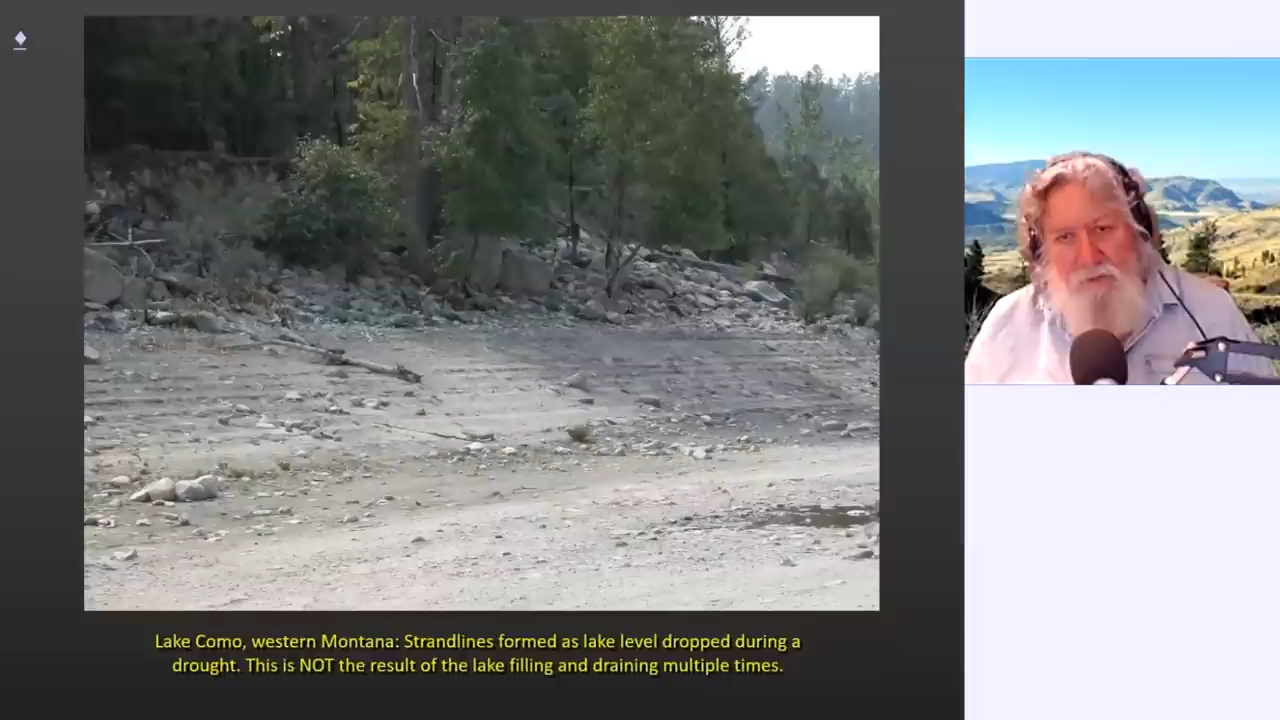 Lake Como, western Montana: Strandlines formed as lake level dropped during a
drought. This is NOT the result of the lake filling and draining multiple times.